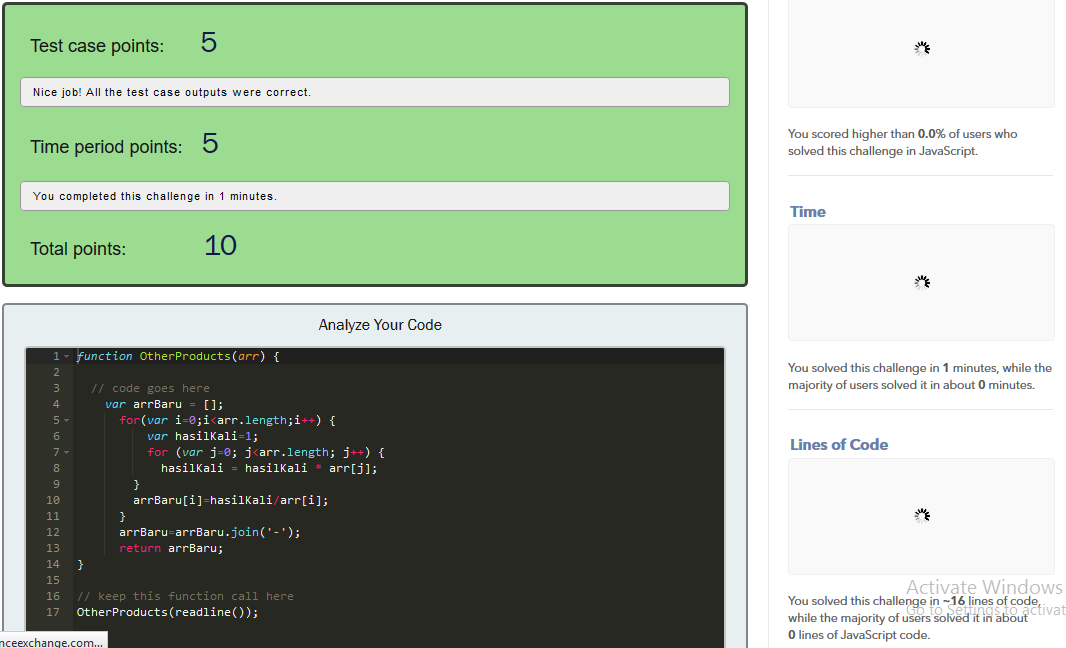 Test case points: 5
Nice job! All the test case outputs were correct.
Time period points: 5
You completed this challenge in 1 minutes.
Total points: 10
Analyze Your Code
1 function OtherProducts(arr) {
2
3 // code goes here
4 var arrBaru = [];
5 for(var i=0;i<arr.length;i++) {
6 var hasilKali=1;
7 for (var j=0; j<arr.length; j++) {
8 hasilKali = hasilKali * arr[j];
9 }
10 arrBaru[i]=hasilKali/arr[i];
11 }
12 arrBaru=arrBaru.join('-');
13 return arrBaru;
14 }
15
16 // keep this function call here
17 OtherProducts(readline());
nceexchange.com...
You scored higher than 0.0% of users who
solved this challenge in JavaScript.
Time
You solved this challenge in 1 minutes, while the
majority of users solved it in about 0 minutes.
Lines of Code
Activate Windows
You solved this challenge in ~16 lines of code,
Go to Settings to activat
while the majority of users solved it in about
0 lines of JavaScript code.